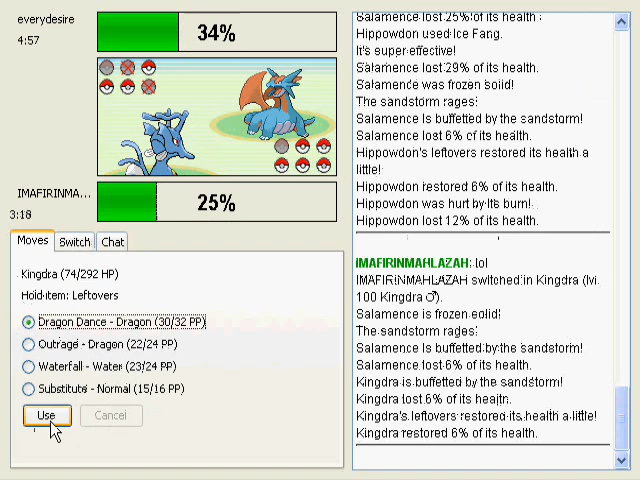 everydesire
4:57
34%
IMAFIRINMA...
3:18
25%
Moves
Switch
Chat
Kingdra (74/292 HP)
Hold item: Leftovers
Dragon Dance - Dragon (30/32 PP)
Outrage - Dragon (22/24 PP)
Waterfall - Water (23/24 PP)
Substitute - Normal (15/16 PP)
Use
Cancel
Salamence lost 25% of its health.
Hippowdon used Ice Fang.
It's super effective!
Salamence lost 29% of its health.
Salamence was frozen solid!
The sandstorm rages!
Salamence is buffetted by the sandstorm!
Salamence lost 6% of its health.
Hippowdon's leftovers restored its health a
little!
Hippowdon restored 6% of its health.
Hippowdon was hurt by its burn!
Hippowdon lost 12% of its health.
IMAFIRINMAHLAZAH: lol
IMAFIRINMAHLAZAH switched in Kingdra (lvl
100 Kingdra ♂).
Salamence is frozen solid!
The sandstorm rages!
Salamence is buffetted by the sandstorm!
Salamence lost 6% of its health.
Kingdra is buffetted by the sandstorm!
Kingdra lost 6% of its health.
Kingdra's leftovers restored its health a little!
Kingdra restored 6% of its health.